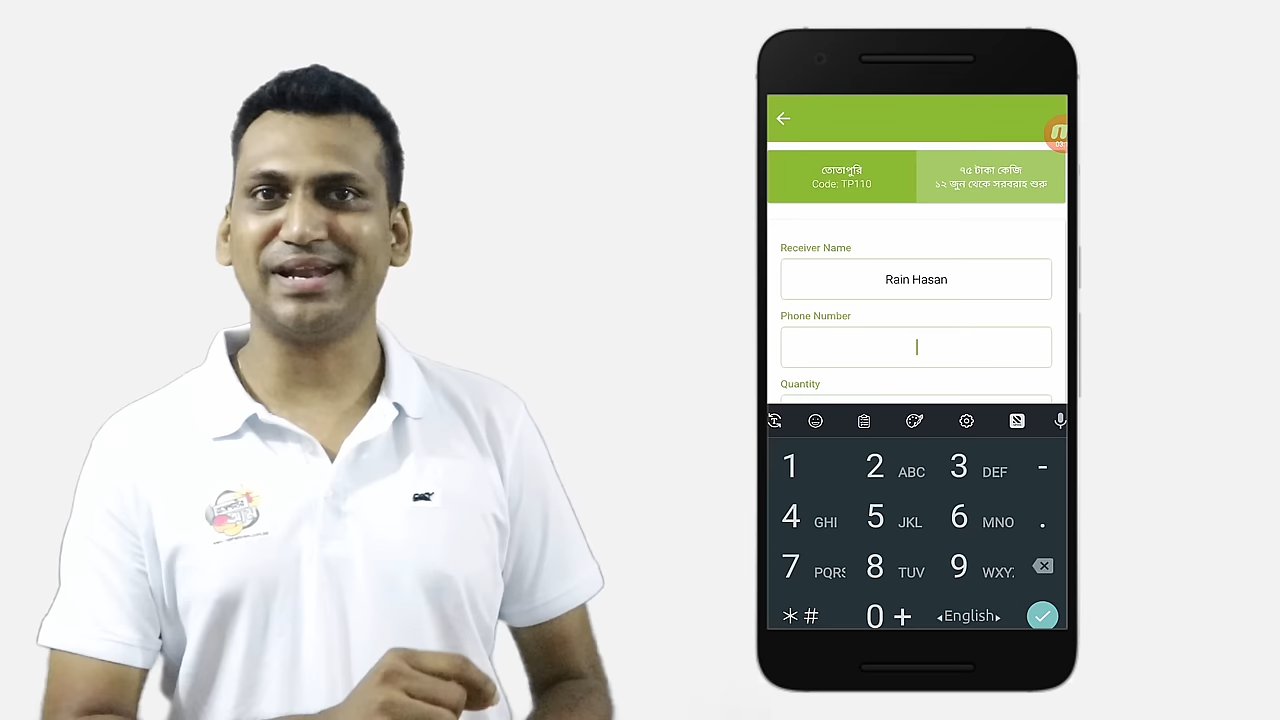 তোতাপুরি
Code: TP110
৭৫ টাকা কেজি
১২ জুন থেকে সরবরাহ শুরু
Receiver Name
Rain Hasan
Phone Number
Quantity
1 2 ABC 3 DEF -
4 GHI 5 JKL 6 MNO .
7 PQRS 8 TUV 9 WXY
*# 0 + English